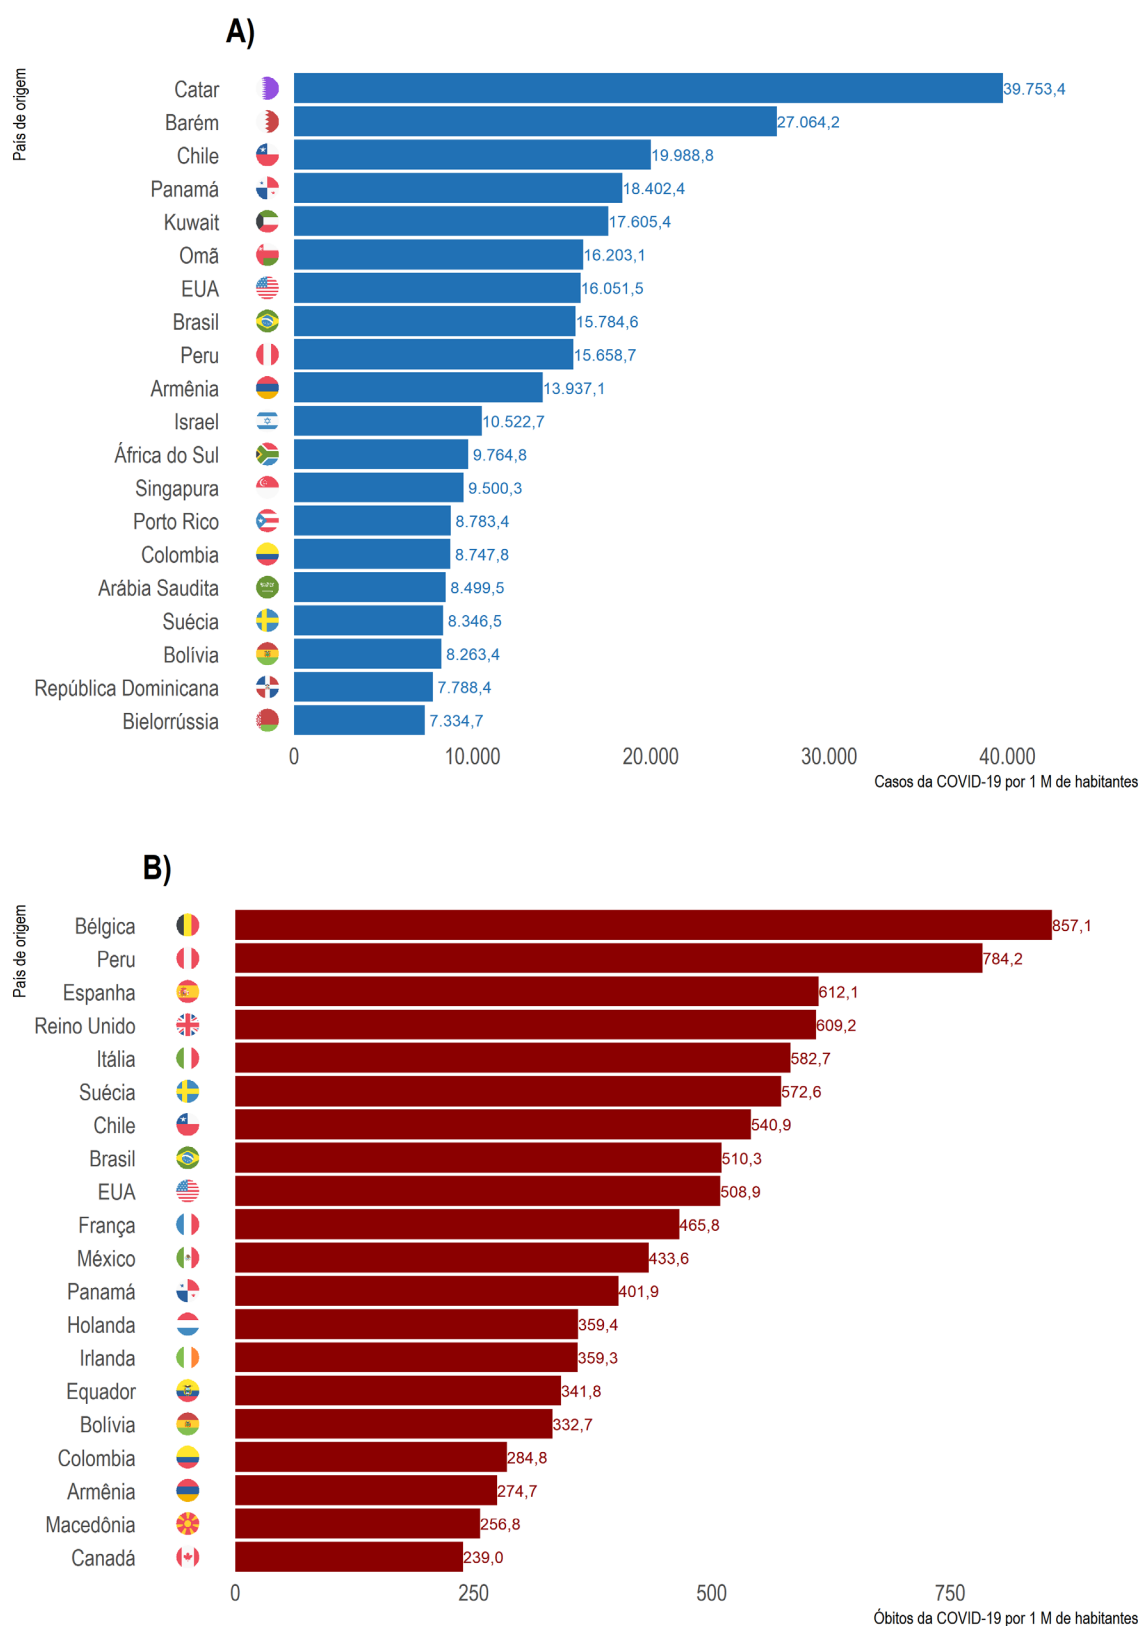 A)
País de origem
Catar 39.753,4
Barém 27.064,2
Chile 19.988,8
Panamá 18.402,4
Kuwait 17.605,4
Omã 16.203,1
EUA 16.051,5
Brasil 15.784,6
Peru 15.658,7
Armênia 13.937,1
Israel 10.522,7
África do Sul 9.764,8
Singapura 9.500,3
Porto Rico 8.783,4
Colombia 8.747,8
Arábia Saudita 8.499,5
Suécia 8.346,5
Bolívia 8.263,4
República Dominicana 7.788,4
Bielorrússia 7.334,7
0 10.000 20.000 30.000 40.000
Casos da COVID-19 por 1 M de habitantes
B)
País de origem
Bélgica 857,1
Peru 784,2
Espanha 612,1
Reino Unido 609,2
Itália 582,7
Suécia 572,6
Chile 540,9
Brasil 510,3
EUA 508,9
França 465,8
México 433,6
Panamá 401,9
Holanda 359,4
Irlanda 359,3
Equador 341,8
Bolívia 332,7
Colombia 284,8
Armênia 274,7
Macedônia 256,8
Canadá 239,0
0 250 500 750
Óbitos da COVID-19 por 1 M de habitantes